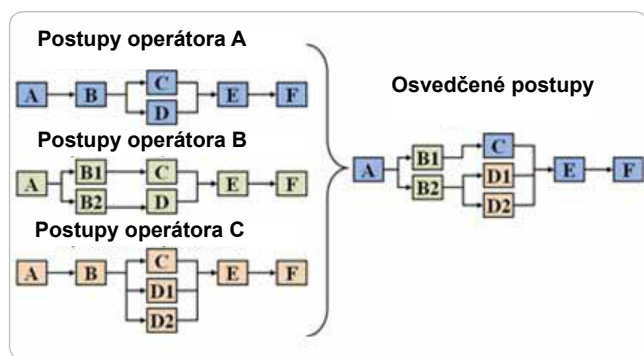 Postupy operátora A
A B C D E F
Postupy operátora B
A B1 B2 C D E F
Postupy operátora C
A B C D1 D2 E F
Osvedčené postupy
A B1 B2 C D1 D2 E F